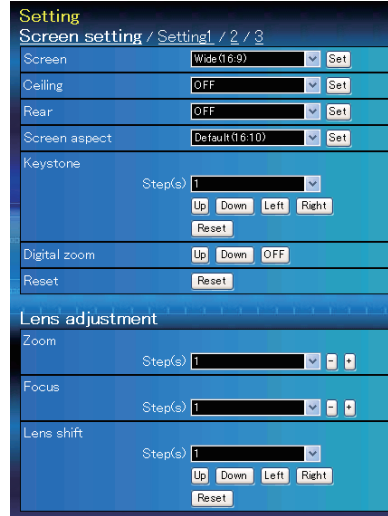 Setting
Screen setting / Setting1 / 2 / 3
Screen Wide(16:9) Set
Ceiling OFF Set
Rear OFF Set
Screen aspect Default(16:10) Set
Keystone
Step(s) 1
Up Down Left Right
Reset
Digital zoom Up Down OFF
Reset Reset
Lens adjustment
Zoom
Step(s) 1 - +
Focus
Step(s) 1 - +
Lens shift
Step(s) 1
Up Down Left Right
Reset